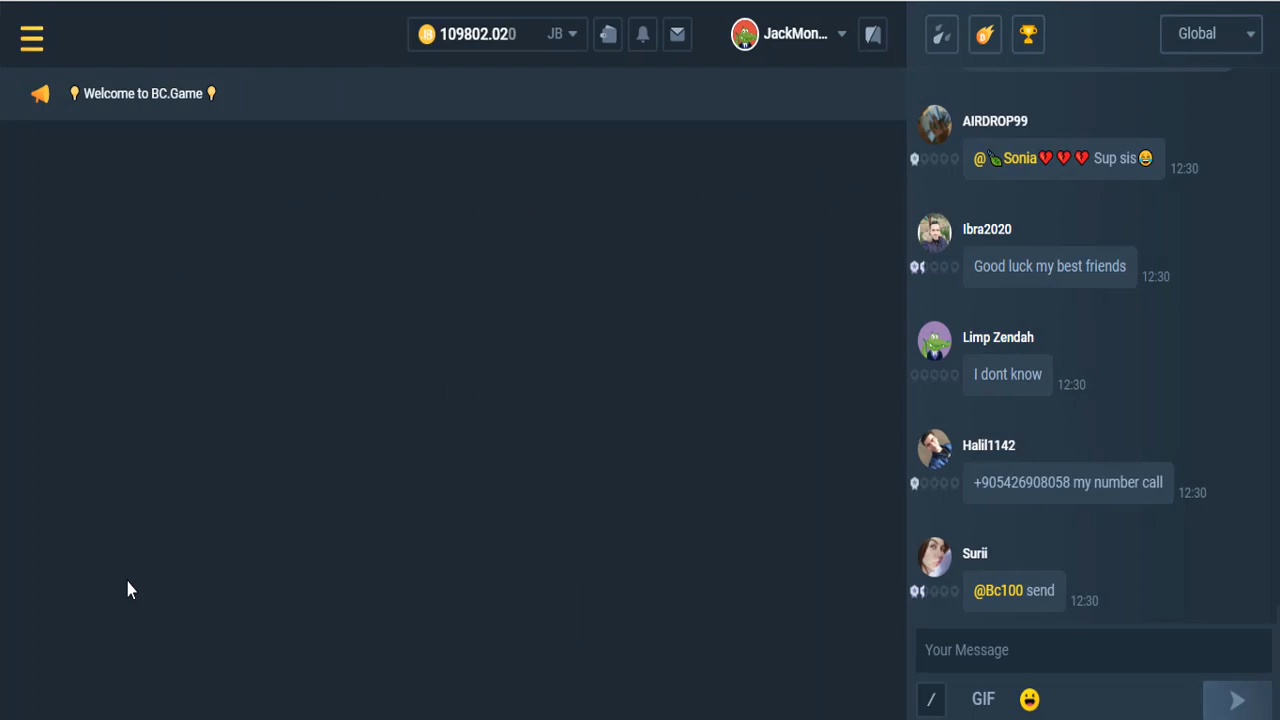 109802.020 JB
JackMon...
Global
Welcome to BC.Game
AIRDROP99
@Sonia💔💔💔 Sup sis😂
12:30
Ibra2020
Good luck my best friends
12:30
Limp Zendah
I dont know
12:30
Halil1142
+905426908058 my number call
12:30
Surii
@Bc100 send
12:30
Your Message
/ GIF